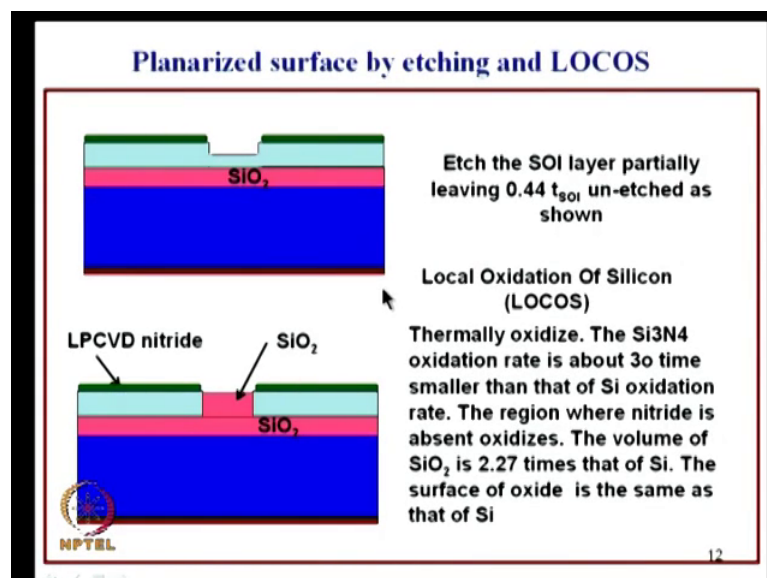 Planarized surface by etching and LOCOS
SiO2
Etch the SOI layer partially
leaving 0.44 tSOI un-etched as
shown
Local Oxidation Of Silicon
(LOCOS)
LPCVD nitride
SiO2
SiO2
Thermally oxidize. The Si3N4
oxidation rate is about 3o time
smaller than that of Si oxidation
rate. The region where nitride is
absent oxidizes. The volume of
SiO2 is 2.27 times that of Si. The
surface of oxide is the same as
that of Si
NPTEL
12